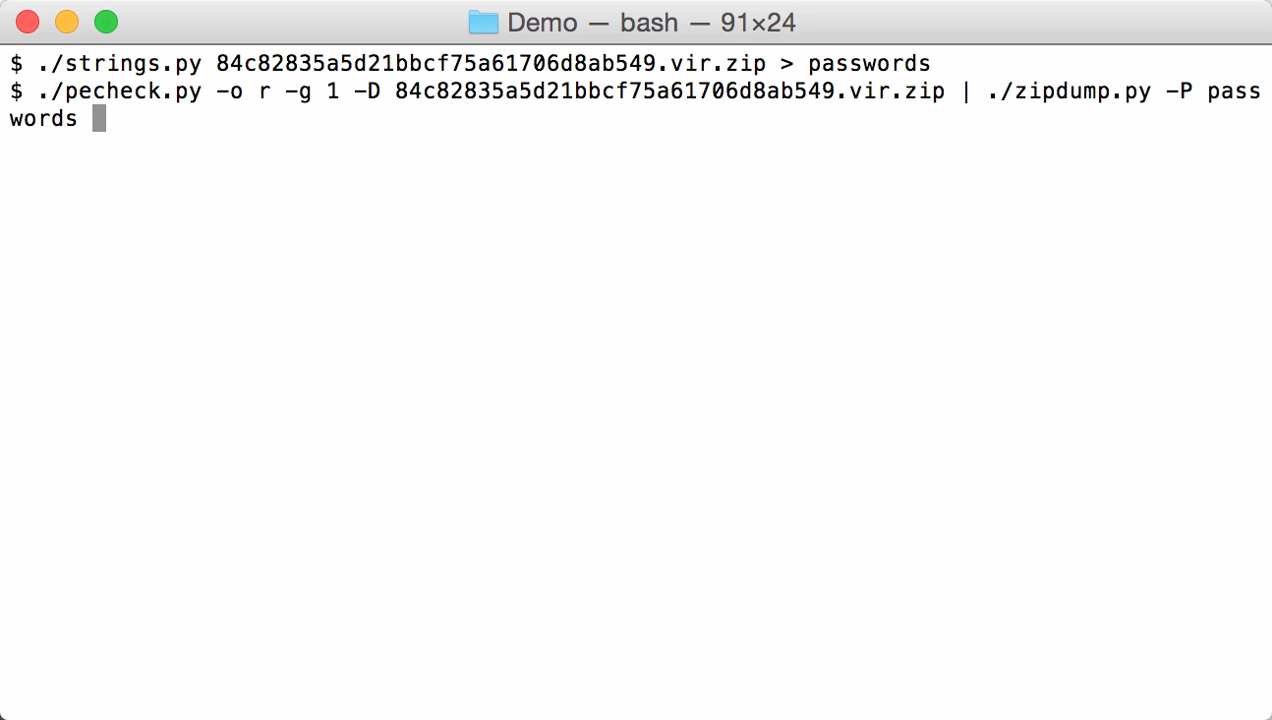 Demo — bash — 91×24
$ ./strings.py 84c82835a5d21bbcf75a61706d8ab549.vir.zip > passwords
$ ./pecheck.py -o r -g 1 -D 84c82835a5d21bbcf75a61706d8ab549.vir.zip | ./zipdump.py -P pass
words